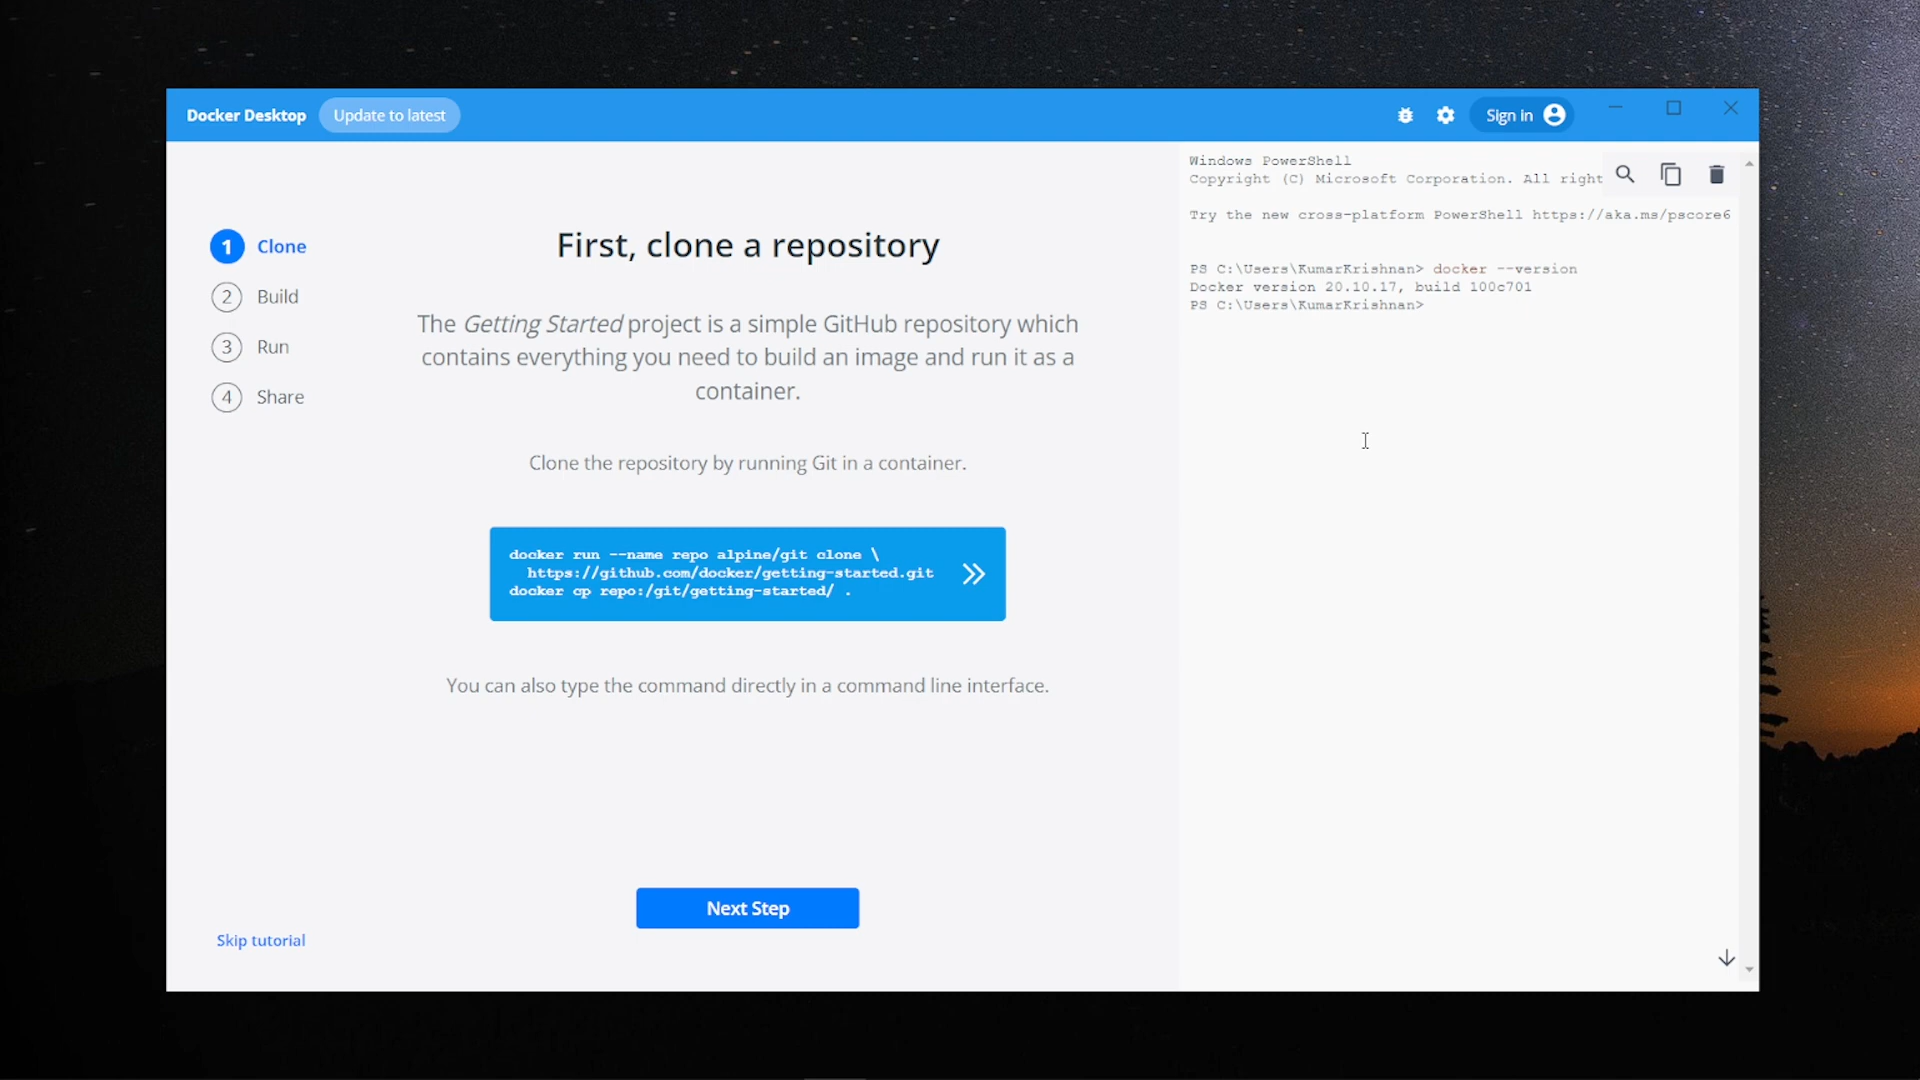 Docker Desktop Update to latest Sign in
1 Clone
2 Build
3 Run
4 Share
First, clone a repository
The Getting Started project is a simple GitHub repository which
contains everything you need to build an image and run it as a
container.
Clone the repository by running Git in a container.
docker run --name repo alpine/git clone \
https://github.com/docker/getting-started.git
docker cp repo:/git/getting-started/ .
You can also type the command directly in a command line interface.
Next Step
Skip tutorial
Windows PowerShell
Copyright (C) Microsoft Corporation. All right
Try the new cross-platform PowerShell https://aka.ms/pscore6
PS C:\Users\KumarKrishnan> docker --version
Docker version 20.10.17, build 100c701
PS C:\Users\KumarKrishnan>